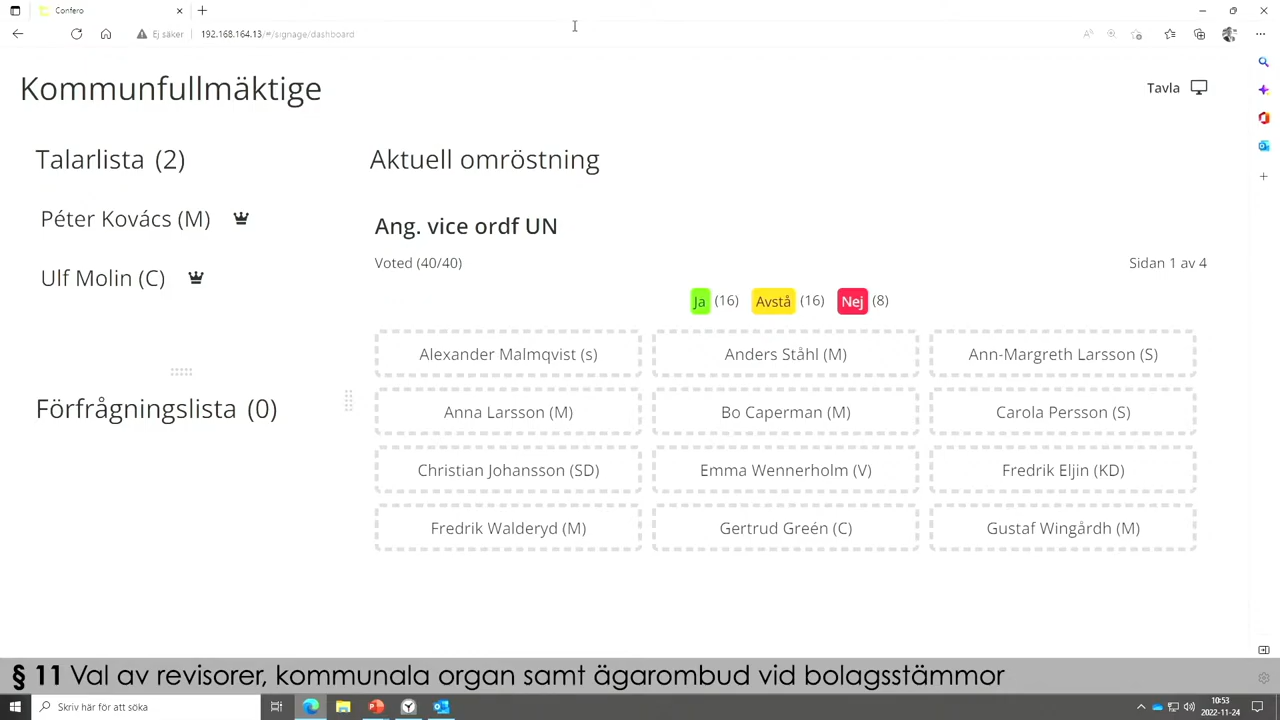 Confero
Ej säker
192.168.164.13/#/signage/dashboard
Kommunfullmäktige
Tavla
Talarlista (2)
Péter Kovács (M)
Ulf Molin (C)
Förfrågningslista (0)
Aktuell omröstning
Ang. vice ordf UN
Voted (40/40)
Sidan 1 av 4
Ja (16) Avstå (16) Nej (8)
Alexander Malmqvist (s)
Anders Ståhl (M)
Ann-Margreth Larsson (S)
Anna Larsson (M)
Bo Caperman (M)
Carola Persson (S)
Christian Johansson (SD)
Emma Wennerholm (V)
Fredrik Eljin (KD)
Fredrik Walderyd (M)
Gertrud Greén (C)
Gustaf Wingårdh (M)
§ 11 Val av revisorer, kommunala organ samt ägarombud vid bolagsstämmor
Skriv här för att söka
10:53
2022-11-24